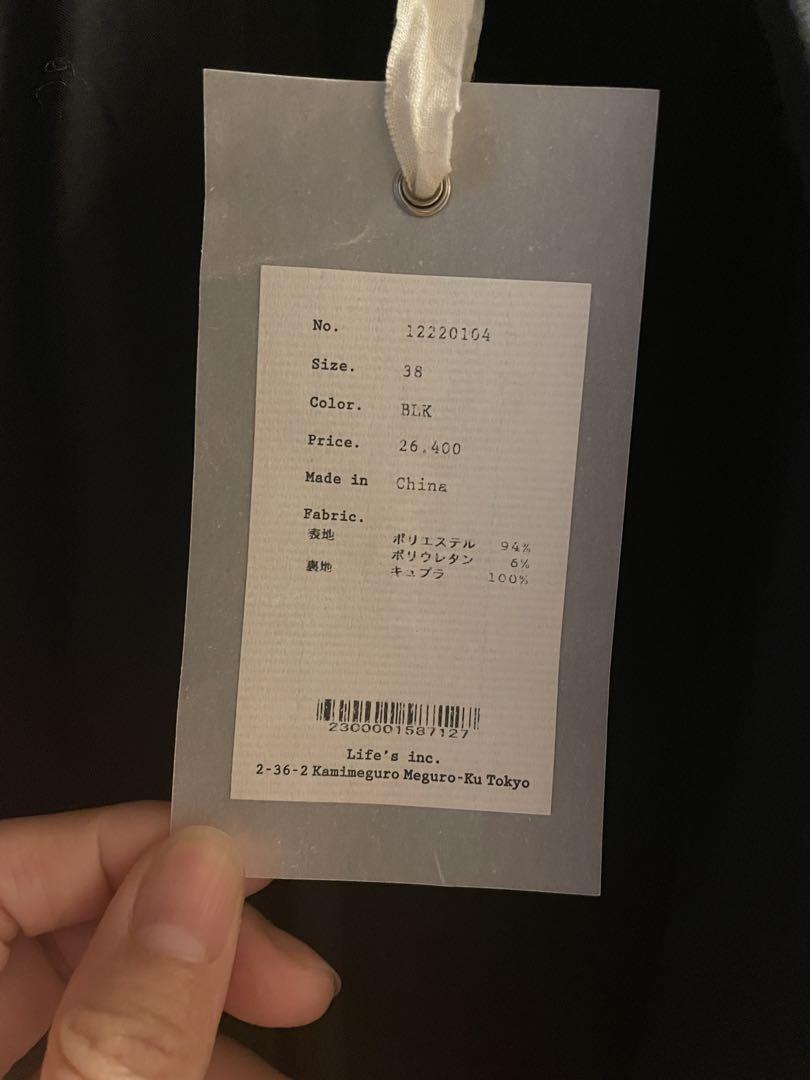 No. 12220104
Size. 38
Color. BLK
Price. 26,400
Made in China
Fabric.
表地 ポリエステル 94%
ポリウレタン 6%
裏地 キュプラ 100%
2300001587127
Life's inc.
2-36-2 Kamimeguro Meguro-Ku Tokyo